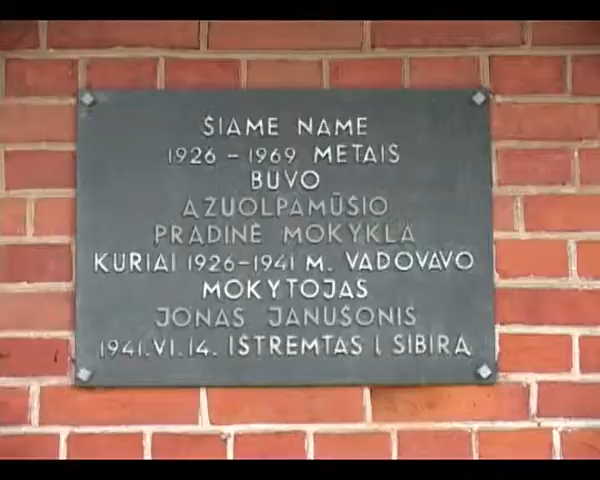 ŠIAME NAME
1926 – 1969 METAIS
BUVO
AŽUOLPAMŪŠIO
PRADINĖ MOKYKLA
KURIAI 1926–1941 M. VADOVAVO
MOKYTOJAS
JONAS JANUŠONIS
1941.VI.14. IŠTREMTAS Į SIBIRĄ